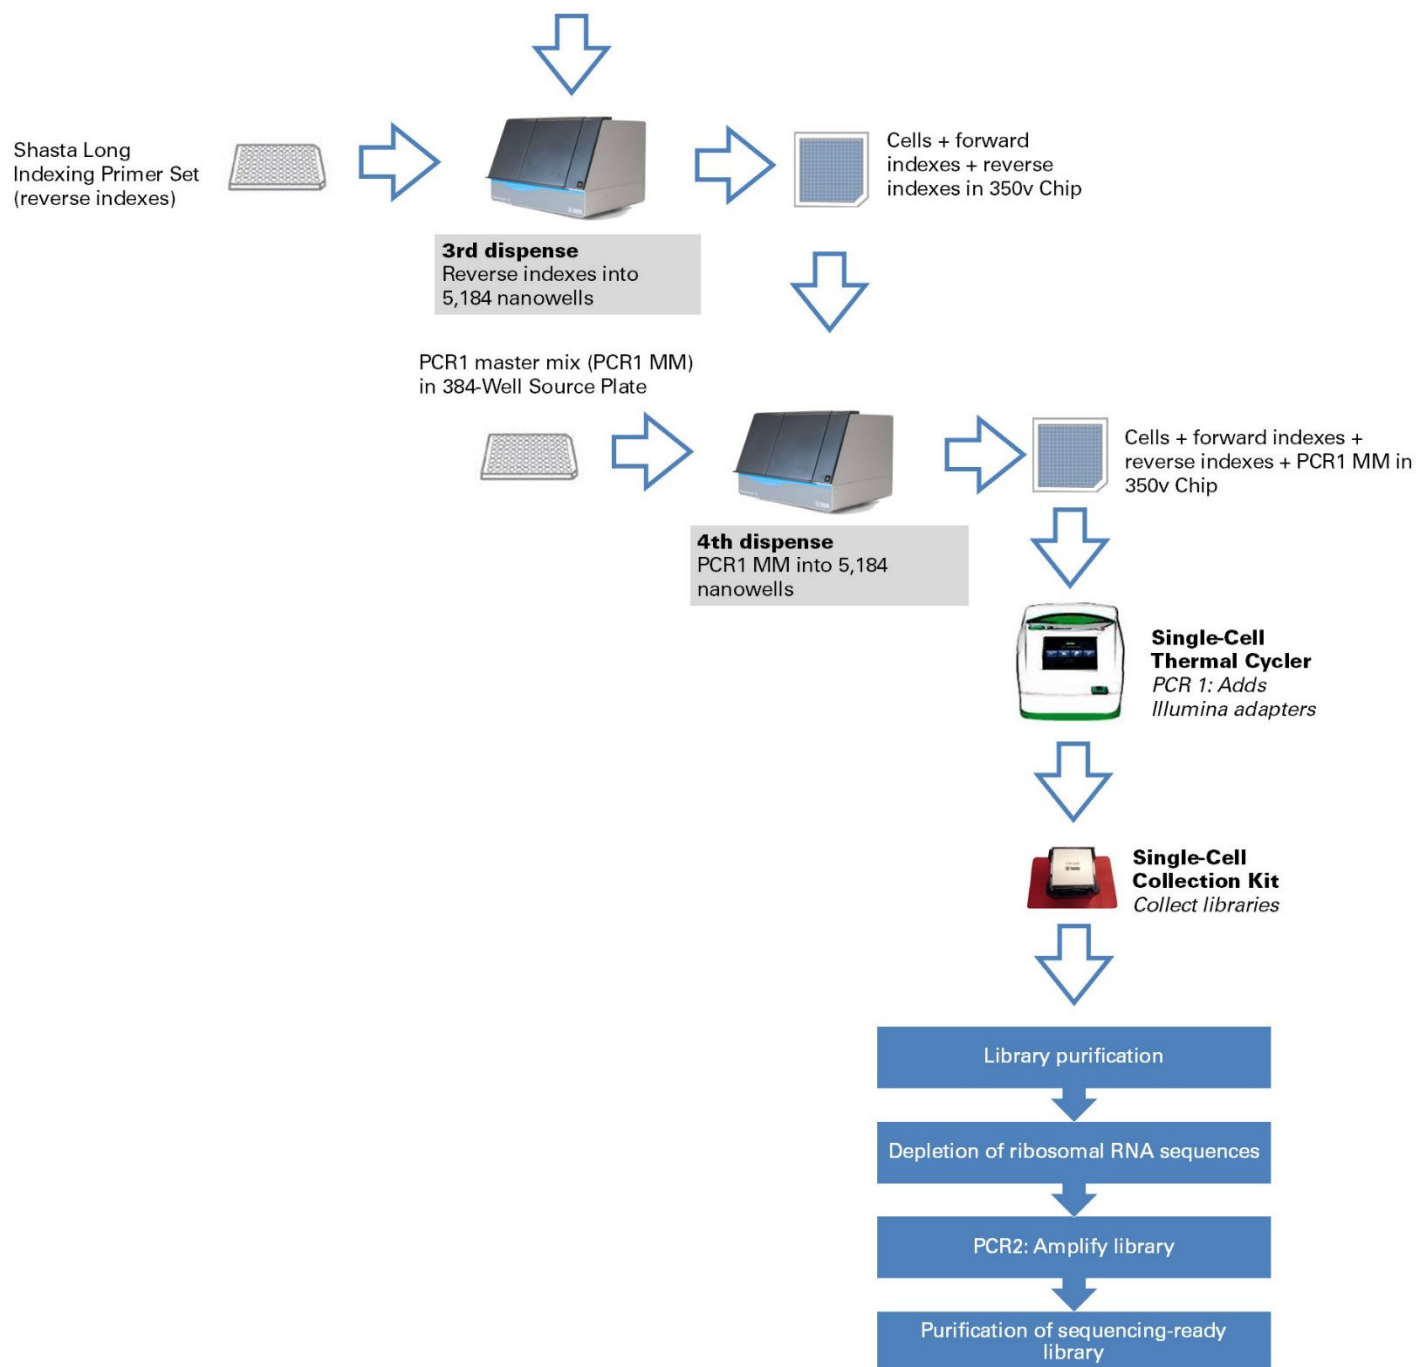 Shasta Long
Indexing Primer Set
(reverse indexes)
Cells + forward
indexes + reverse
indexes in 350v Chip
3rd dispense
Reverse indexes into
5,184 nanowells
PCR1 master mix (PCR1 MM)
in 384-Well Source Plate
Cells + forward indexes +
reverse indexes + PCR1 MM in
350v Chip
4th dispense
PCR1 MM into 5,184
nanowells
Single-Cell
Thermal Cycler
PCR 1: Adds
Illumina adapters
Single-Cell
Collection Kit
Collect libraries
Library purification
Depletion of ribosomal RNA sequences
PCR2: Amplify library
Purification of sequencing-ready
library